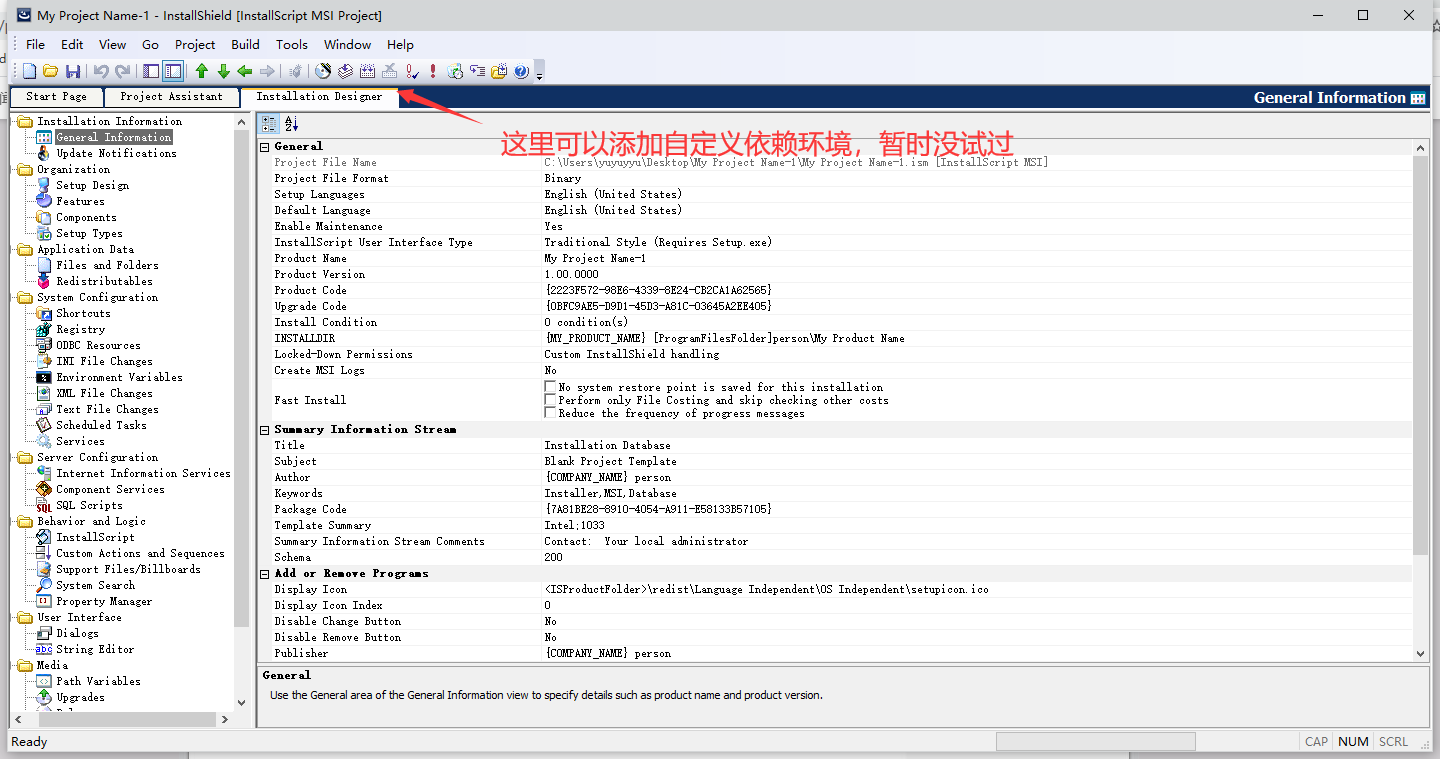 My Project Name-1 - InstallShield [InstallScript MSI Project]
File Edit View Go Project Build Tools Window Help
Start Page Project Assistant Installation Designer General Information
这里可以添加自定义依赖环境，暂时没试过
Installation Information
General Information
Update Notifications
Organization
Setup Design
Features
Components
Setup Types
Application Data
Files and Folders
Redistributables
System Configuration
Shortcuts
Registry
ODBC Resources
INI File Changes
Environment Variables
XML File Changes
Text File Changes
Scheduled Tasks
Services
Server Configuration
Internet Information Services
Component Services
SQL Scripts
Behavior and Logic
InstallScript
Custom Actions and Sequences
Support Files/Billboards
System Search
Property Manager
User Interface
Dialogs
String Editor
Media
Path Variables
Upgrades
General
Project File Name C:\Users\yuyuyyu\Desktop\My Project Name-1\My Project Name-1.ism [InstallScript MSI]
Project File Format Binary
Setup Languages English (United States)
Default Language English (United States)
Enable Maintenance Yes
InstallScript User Interface Type Traditional Style (Requires Setup.exe)
Product Name My Project Name-1
Product Version 1.00.0000
Product Code {2223F572-98E6-4339-8E24-CB2CA1A62565}
Upgrade Code {0BFC9AE5-D9D1-45D3-A81C-03645A2EE405}
Install Condition 0 condition(s)
INSTALLDIR {MY_PRODUCT_NAME} [ProgramFilesFolder]person\My Product Name
Locked-Down Permissions Custom InstallShield handling
Create MSI Logs No
No system restore point is saved for this installation
Fast Install Perform only File Costing and skip checking other costs
Reduce the frequency of progress messages
Summary Information Stream
Title Installation Database
Subject Blank Project Template
Author {COMPANY_NAME} person
Keywords Installer,MSI,Database
Package Code {7A81BE28-8910-4054-A911-E58133B57105}
Template Summary Intel;1033
Summary Information Stream Comments Contact: Your local administrator
Schema 200
Add or Remove Programs
Display Icon <ISProductFolder>\redist\Language Independent\OS Independent\setupicon.ico
Display Icon Index 0
Disable Change Button No
Disable Remove Button No
Publisher {COMPANY_NAME} person
General
Use the General area of the General Information view to specify details such as product name and product version.
Ready CAP NUM SCRL